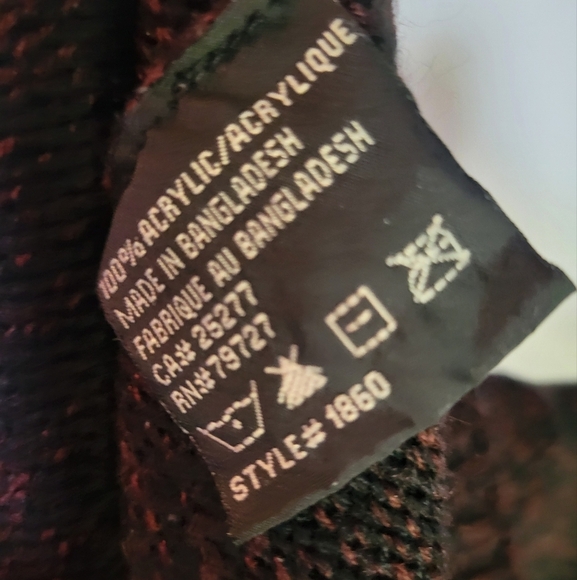 100% ACRYLIC/ACRYLIQUE
MADE IN BANGLADESH
FABRIQUE AU BANGLADESH
CA# 25277
RN# 79727
STYLE# 1860